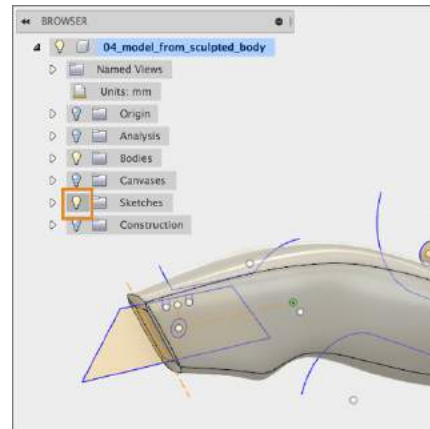 BROWSER
04_model_from_sculpted_body
Named Views
Units: mm
Origin
Analysis
Bodies
Canvases
Sketches
Construction